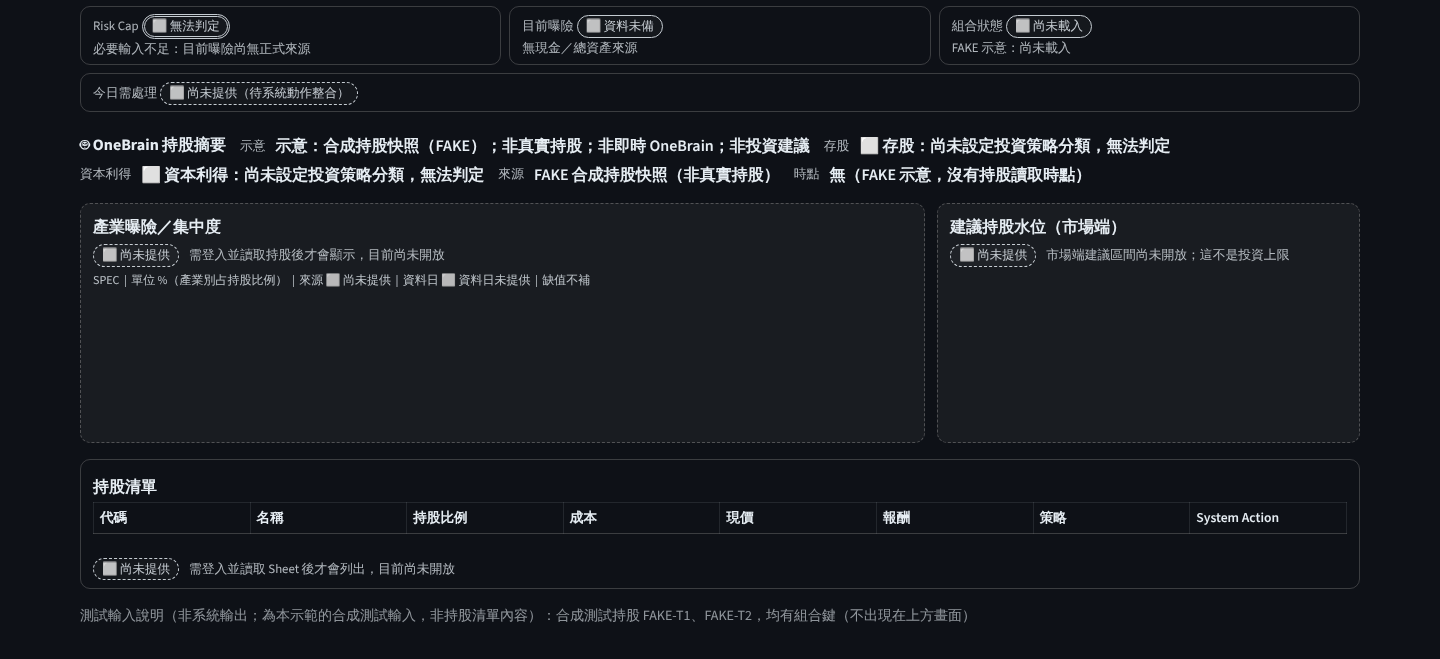 Risk Cap ⬜ 無法判定
必要輸入不足：目前曝險尚無正式來源
目前曝險 ⬜ 資料未備
無現金／總資產來源
組合狀態 ⬜ 尚未載入
FAKE 示意：尚未載入
今日需處理 ⬜ 尚未提供（待系統動作整合）
OneBrain 持股摘要 示意 示意：合成持股快照（FAKE）；非真實持股；非即時 OneBrain；非投資建議 存股 ⬜ 存股：尚未設定投資策略分類，無法判定
資本利得 ⬜ 資本利得：尚未設定投資策略分類，無法判定 來源 FAKE 合成持股快照（非真實持股） 時點 無（FAKE 示意，沒有持股讀取時點）
產業曝險／集中度
⬜ 尚未提供 需登入並讀取持股後才會顯示，目前尚未開放
SPEC｜單位 %（產業別占持股比例）｜來源 ⬜ 尚未提供｜資料日 ⬜ 資料日未提供｜缺值不補
建議持股水位（市場端）
⬜ 尚未提供 市場端建議區間尚未開放；這不是投資上限
持股清單
代碼 名稱 持股比例 成本 現價 報酬 策略 System Action
⬜ 尚未提供 需登入並讀取 Sheet 後才會列出，目前尚未開放
測試輸入說明（非系統輸出；為本示範的合成測試輸入，非持股清單內容）：合成測試持股 FAKE-T1、FAKE-T2，均有組合鍵（不出現在上方畫面）